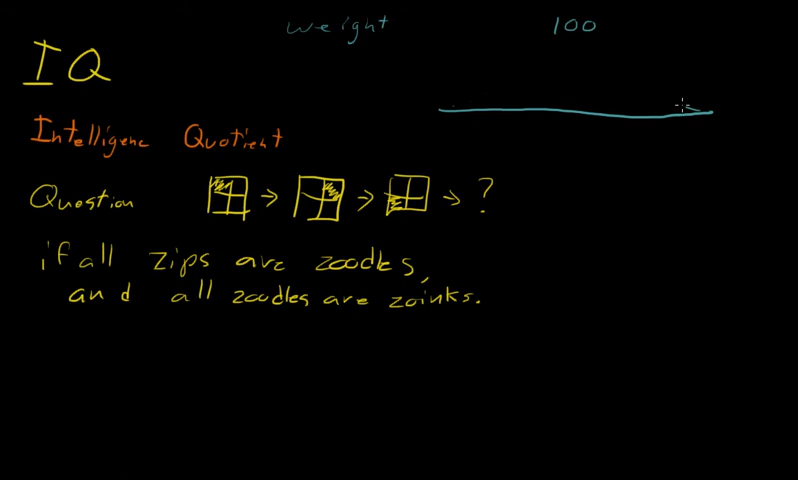 weight 100
IQ
Intelligenc Quotient
Question → → → ?
if all zips are zoodles,
and all zoodles are zoinks.